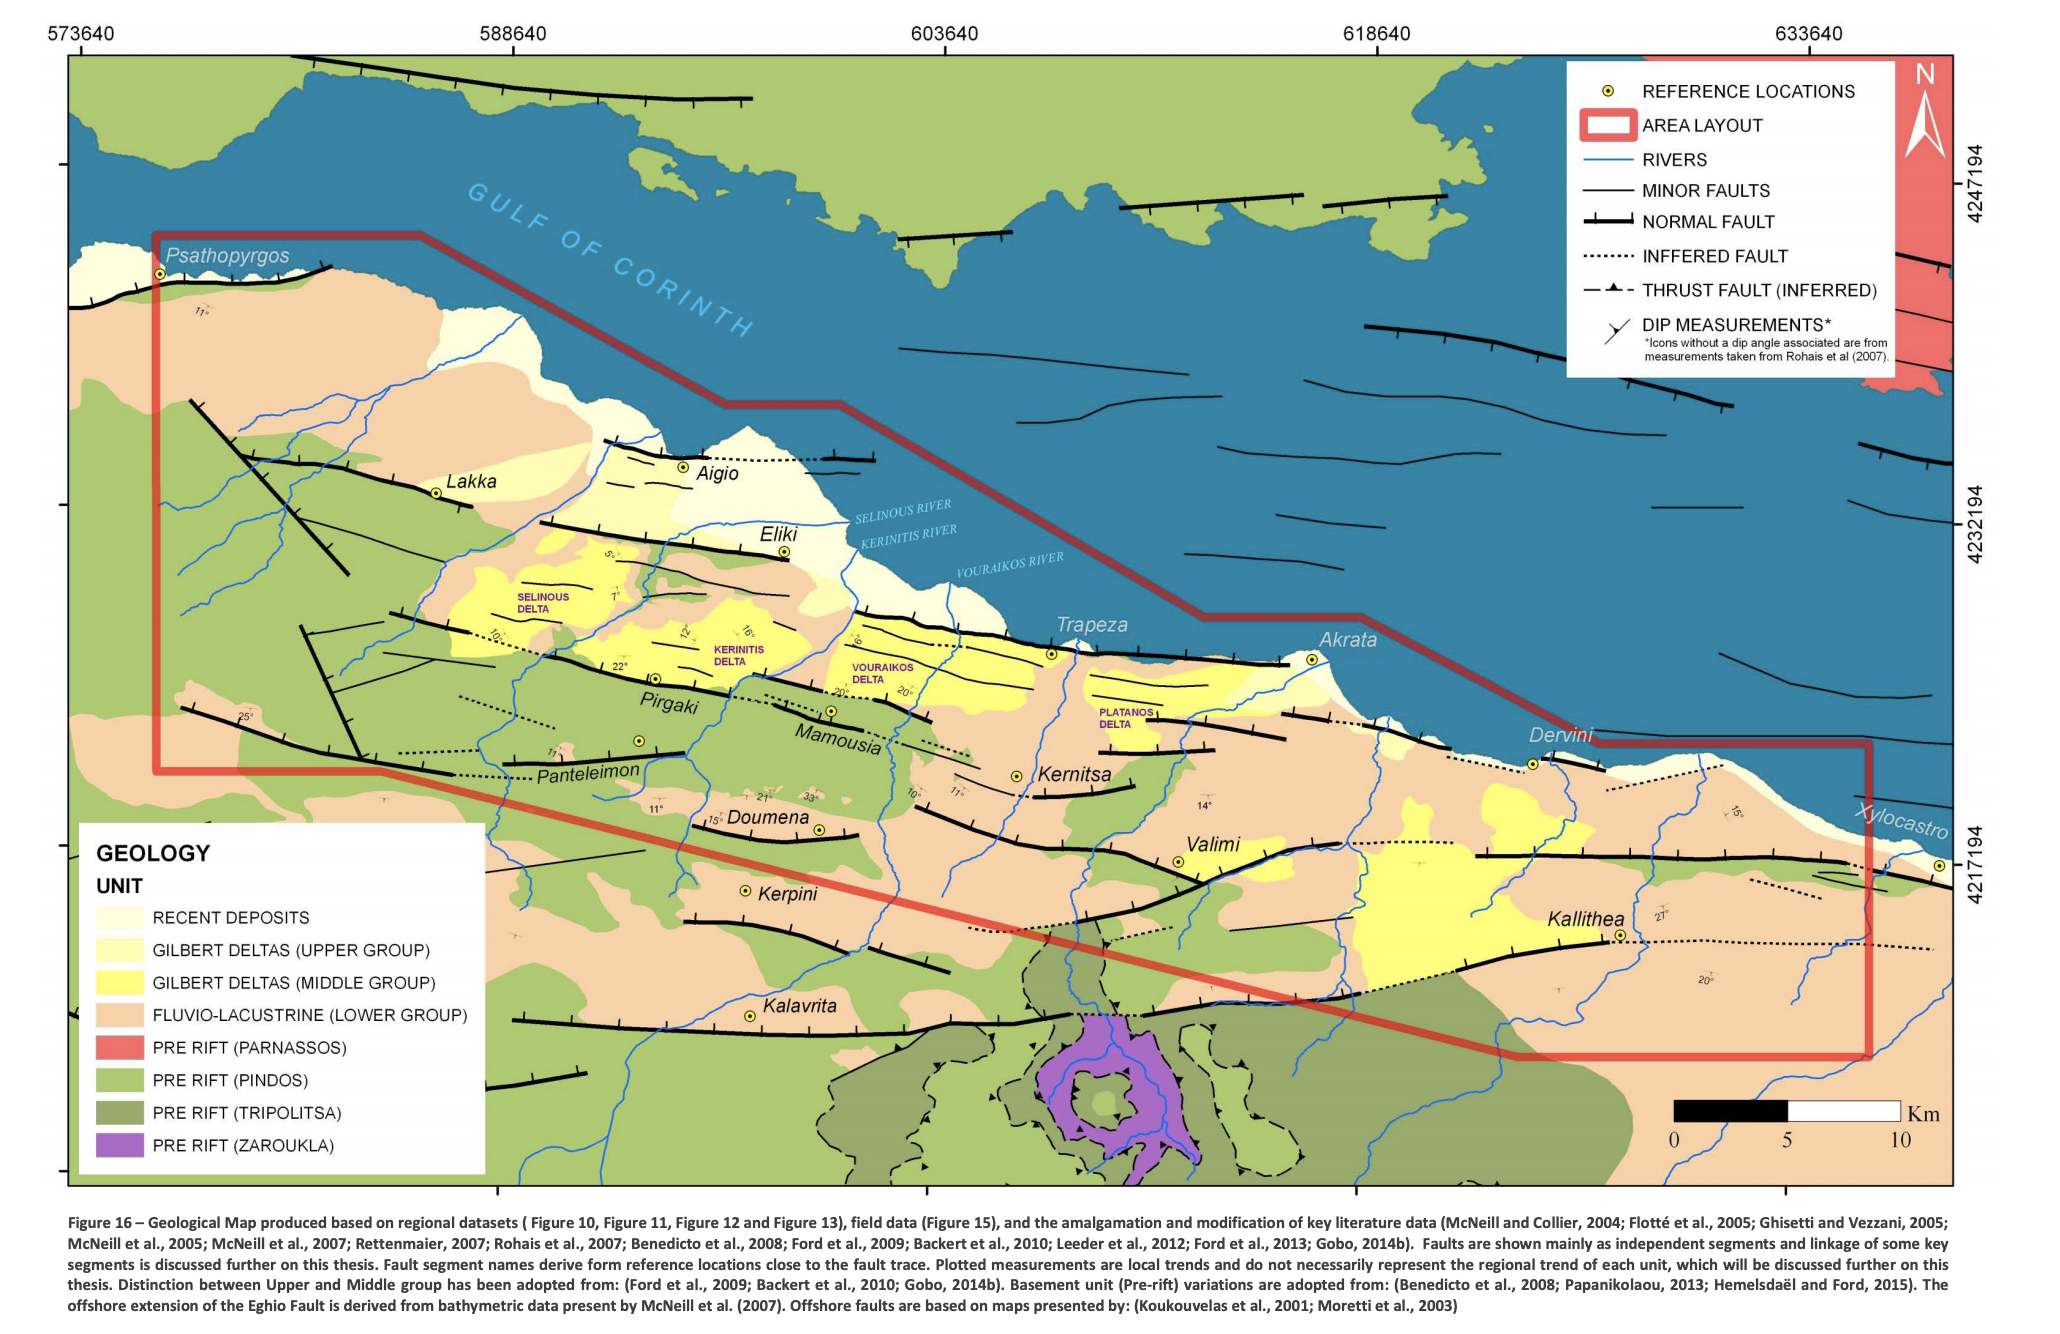 573640
588640
603640
618640
633640
N
REFERENCE LOCATIONS
AREA LAYOUT
RIVERS
MINOR FAULTS
NORMAL FAULT
INFFERED FAULT
THRUST FAULT (INFERRED)
DIP MEASUREMENTS*
*Icons without a dip angle associated are from
measurements taken from Rohais et al (2007).
4247194
4232194
4217194
GULF OF CORINTH
Psathopyrgos
11°
Lakka
Aigio
SELINOUS RIVER
Eliki
KERINITIS RIVER
5°
VOURAIKOS RIVER
SELINOUS
DELTA
7°
10°
12°
16°
6°
Trapeza
Akrata
KERINITIS
DELTA
22°
VOURAIKOS
DELTA
20°
20°
Pirgaki
25°
PLATANOS
DELTA
Mamousia
Dervini
11°
Panteleimon
Kernitsa
10°
11°
21°
33°
11°
15°
Doumena
14°
15°
Xylocastro
Valimi
Kerpini
Kallithea
27°
20°
Kalavrita
GEOLOGY
UNIT
RECENT DEPOSITS
GILBERT DELTAS (UPPER GROUP)
GILBERT DELTAS (MIDDLE GROUP)
FLUVIO-LACUSTRINE (LOWER GROUP)
PRE RIFT (PARNASSOS)
PRE RIFT (PINDOS)
PRE RIFT (TRIPOLITSA)
PRE RIFT (ZAROUKLA)
Km
0 5 10
Figure 16 – Geological Map produced based on regional datasets ( Figure 10, Figure 11, Figure 12 and Figure 13), field data (Figure 15), and the amalgamation and modification of key literature data (McNeill and Collier, 2004; Flotté et al., 2005; Ghisetti and Vezzani, 2005;
McNeill et al., 2005; McNeill et al., 2007; Rettenmaier, 2007; Rohais et al., 2007; Benedicto et al., 2008; Ford et al., 2009; Backert et al., 2010; Leeder et al., 2012; Ford et al., 2013; Gobo, 2014b).  Faults are shown mainly as independent segments and linkage of some key
segments is discussed further on this thesis. Fault segment names derive form reference locations close to the fault trace. Plotted measurements are local trends and do not necessarily represent the regional trend of each unit, which will be discussed further on this
thesis. Distinction between Upper and Middle group has been adopted from: (Ford et al., 2009; Backert et al., 2010; Gobo, 2014b). Basement unit (Pre-rift) variations are adopted from: (Benedicto et al., 2008; Papanikolaou, 2013; Hemelsdaël and Ford, 2015). The
offshore extension of the Eghio Fault is derived from bathymetric data present by McNeill et al. (2007). Offshore faults are based on maps presented by: (Koukouvelas et al., 2001; Moretti et al., 2003)